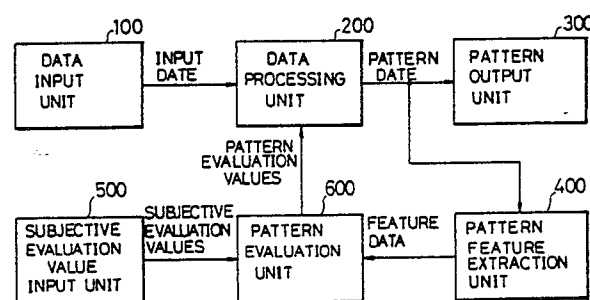 100
200
300
DATA
INPUT
UNIT
INPUT
DATE
DATA
PROCESSING
UNIT
PATTERN
DATE
PATTERN
OUTPUT
UNIT
PATTERN
EVALUATION
VALUES
500
600
400
SUBJECTIVE
EVALUATION
VALUE
INPUT UNIT
SUBJECTIVE
EVALUATION
VALUES
PATTERN
EVALUATION
UNIT
FEATURE
DATA
PATTERN
FEATURE
EXTRACTION
UNIT